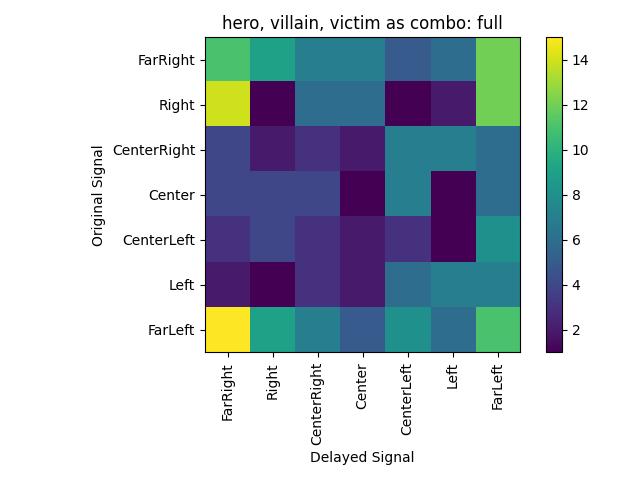 hero, villain, victim as combo: full
Original Signal
FarRight
Right
CenterRight
Center
CenterLeft
Left
FarLeft
FarRight
Right
CenterRight
Center
CenterLeft
Left
FarLeft
Delayed Signal
14
12
10
8
6
4
2